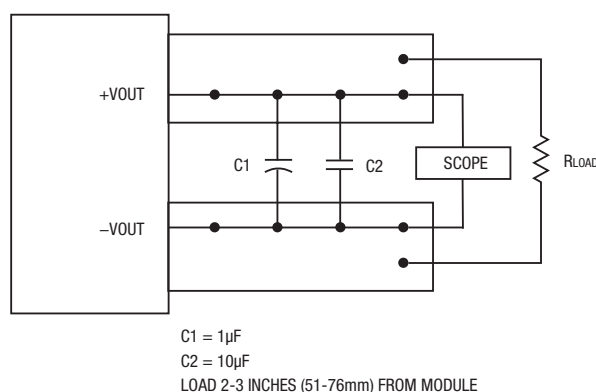 +VOUT
C1
C2
SCOPE
RLOAD
−VOUT
C1 = 1µF
C2 = 10µF
LOAD 2-3 INCHES (51-76mm) FROM MODULE